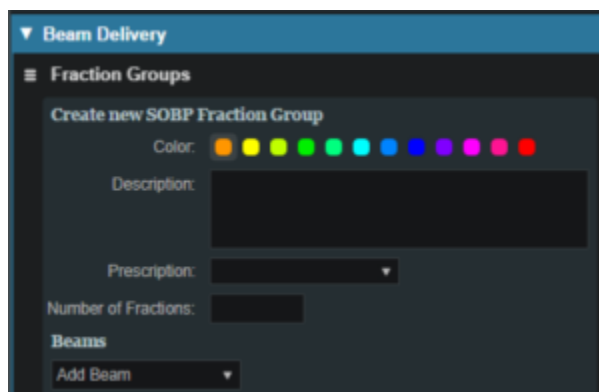 Beam Delivery
Fraction Groups
Create new SOBP Fraction Group
Color:
Description:
Prescription:
Number of Fractions:
Beams
Add Beam